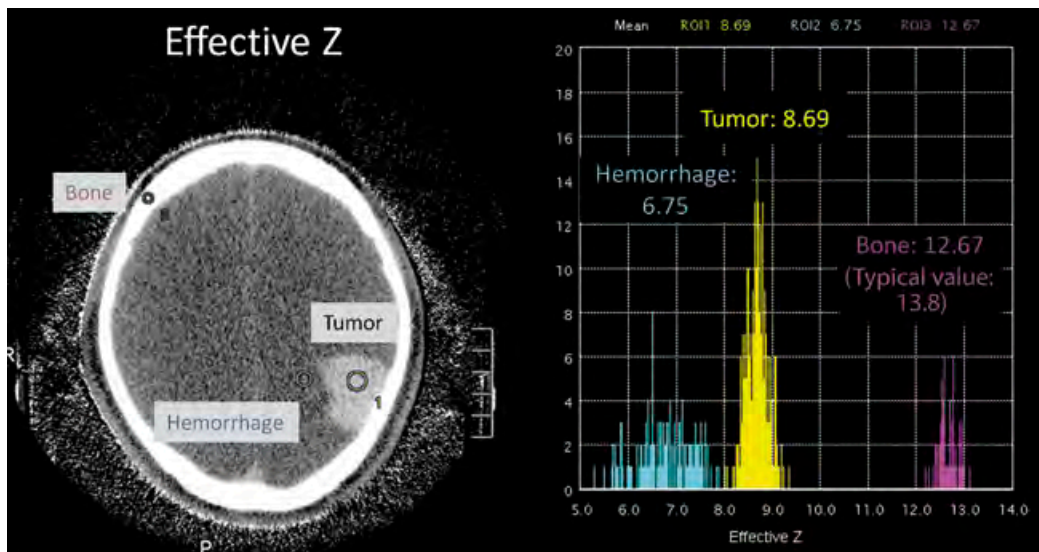 Effective Z
Bone
Tumor
Hemorrhage
R
1
P
Mean ROI1 8.69 ROI2 6.75 ROI3 12.67
20
18
16
14
12
10
8
6
4
2
0
Tumor: 8.69
Hemorrhage:
6.75
Bone: 12.67
(Typical value:
13.8)
5.0 6.0 7.0 8.0 9.0 10.0 11.0 12.0 13.0 14.0
Effective Z